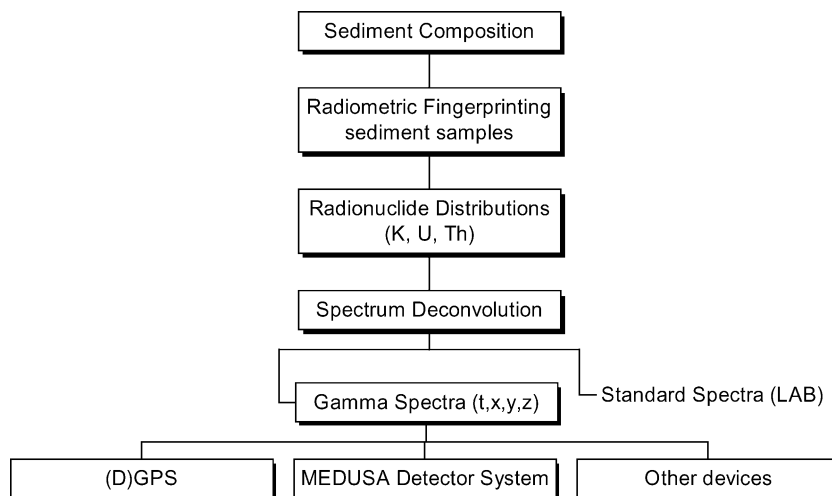 Sediment Composition
Radiometric Fingerprinting
sediment samples
Radionuclide Distributions
(K, U, Th)
Spectrum Deconvolution
Gamma Spectra (t,x,y,z)
Standard Spectra (LAB)
(D)GPS
MEDUSA Detector System
Other devices